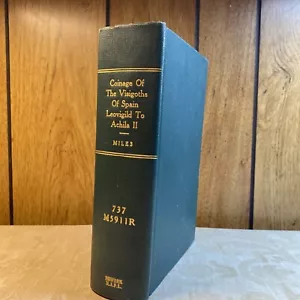 Coinage Of
The Visigoths
Of Spain
Leovigild To
Achila II
MILES
737
M5911R